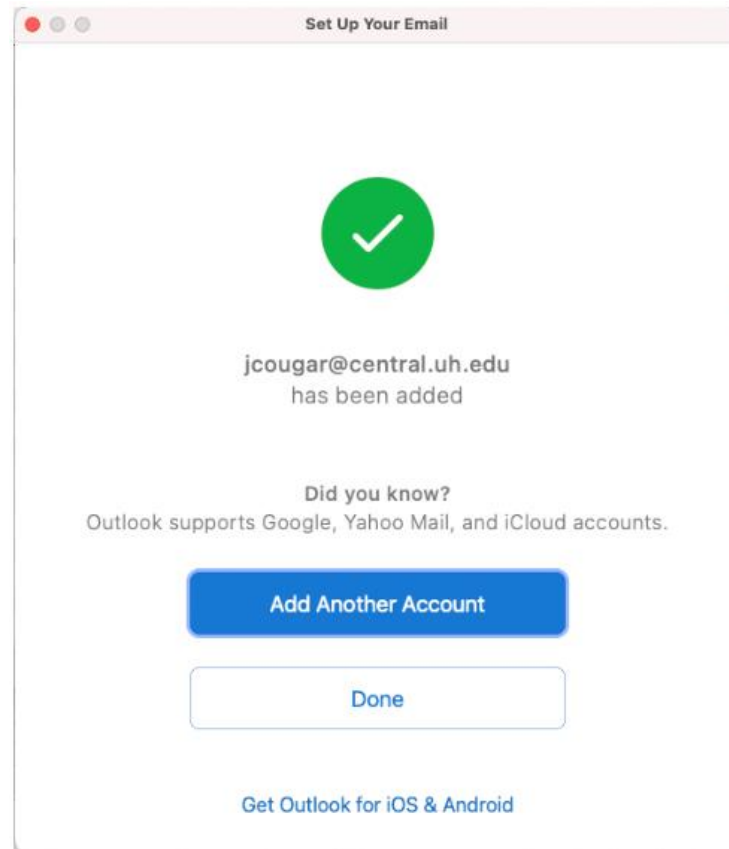 Set Up Your Email
jcougar@central.uh.edu
has been added
Did you know?
Outlook supports Google, Yahoo Mail, and iCloud accounts.
Add Another Account
Done
Get Outlook for iOS & Android